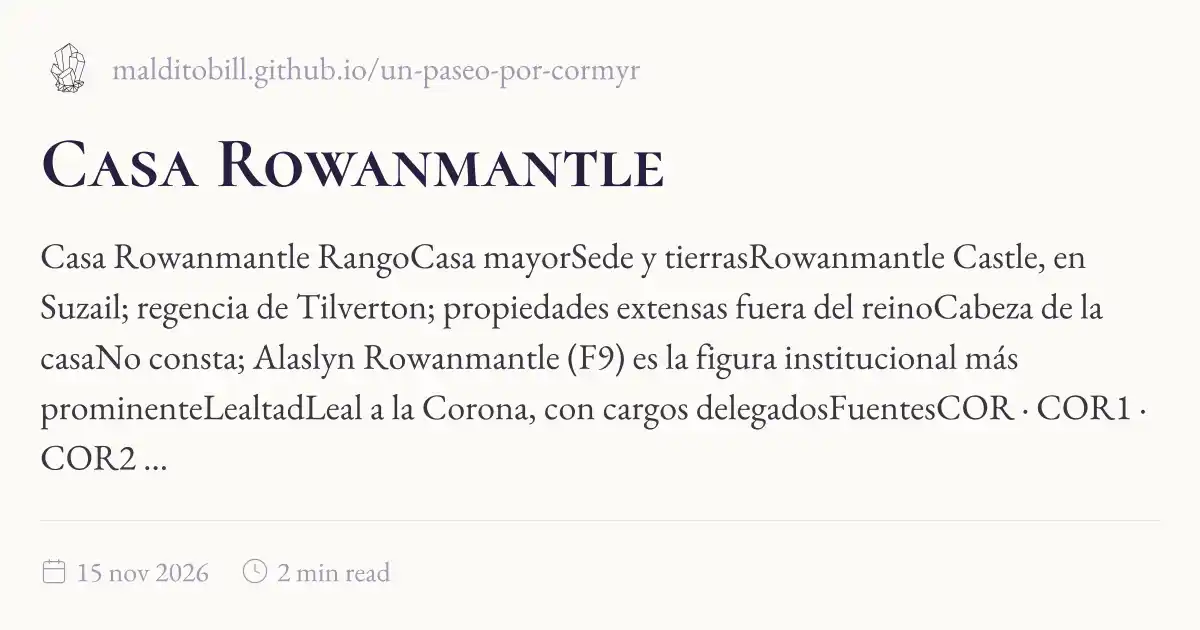 malditobill.github.io/un-paseo-por-cormyr
Casa Rowanmantle
Casa Rowanmantle RangoCasa mayorSede y tierrasRowanmantle Castle, en
Suzail; regencia de Tilverton; propiedades extensas fuera del reinoCabeza de la
casaNo consta; Alaslyn Rowanmantle (F9) es la figura institucional más
prominenteLealtadLeal a la Corona, con cargos delegadosFuentesCOR · COR1 ·
COR2 ...
15 nov 2026 2 min read